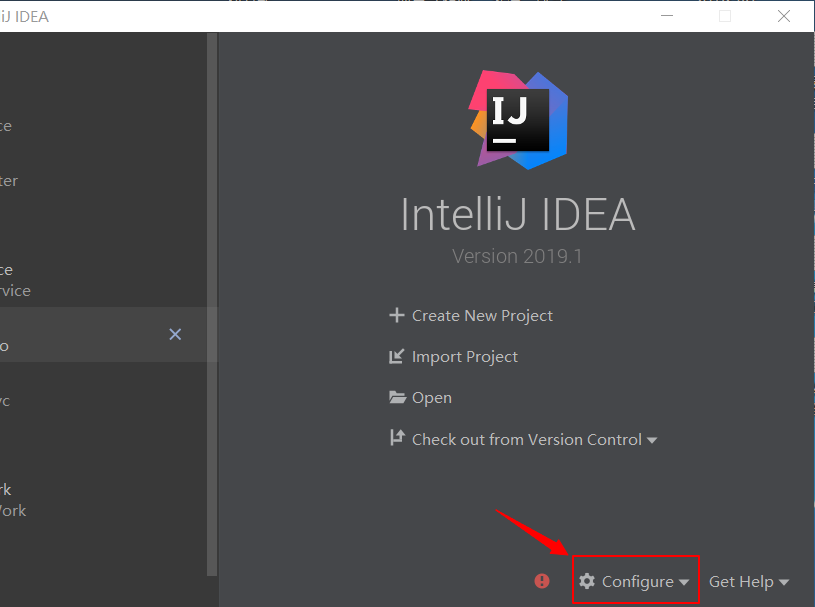 iJ IDEA
ce
ter
ce
rvice
o
vc
rk
Work
IJ
IntelliJ IDEA
Version 2019.1
Create New Project
Import Project
Open
Check out from Version Control
Configure
Get Help